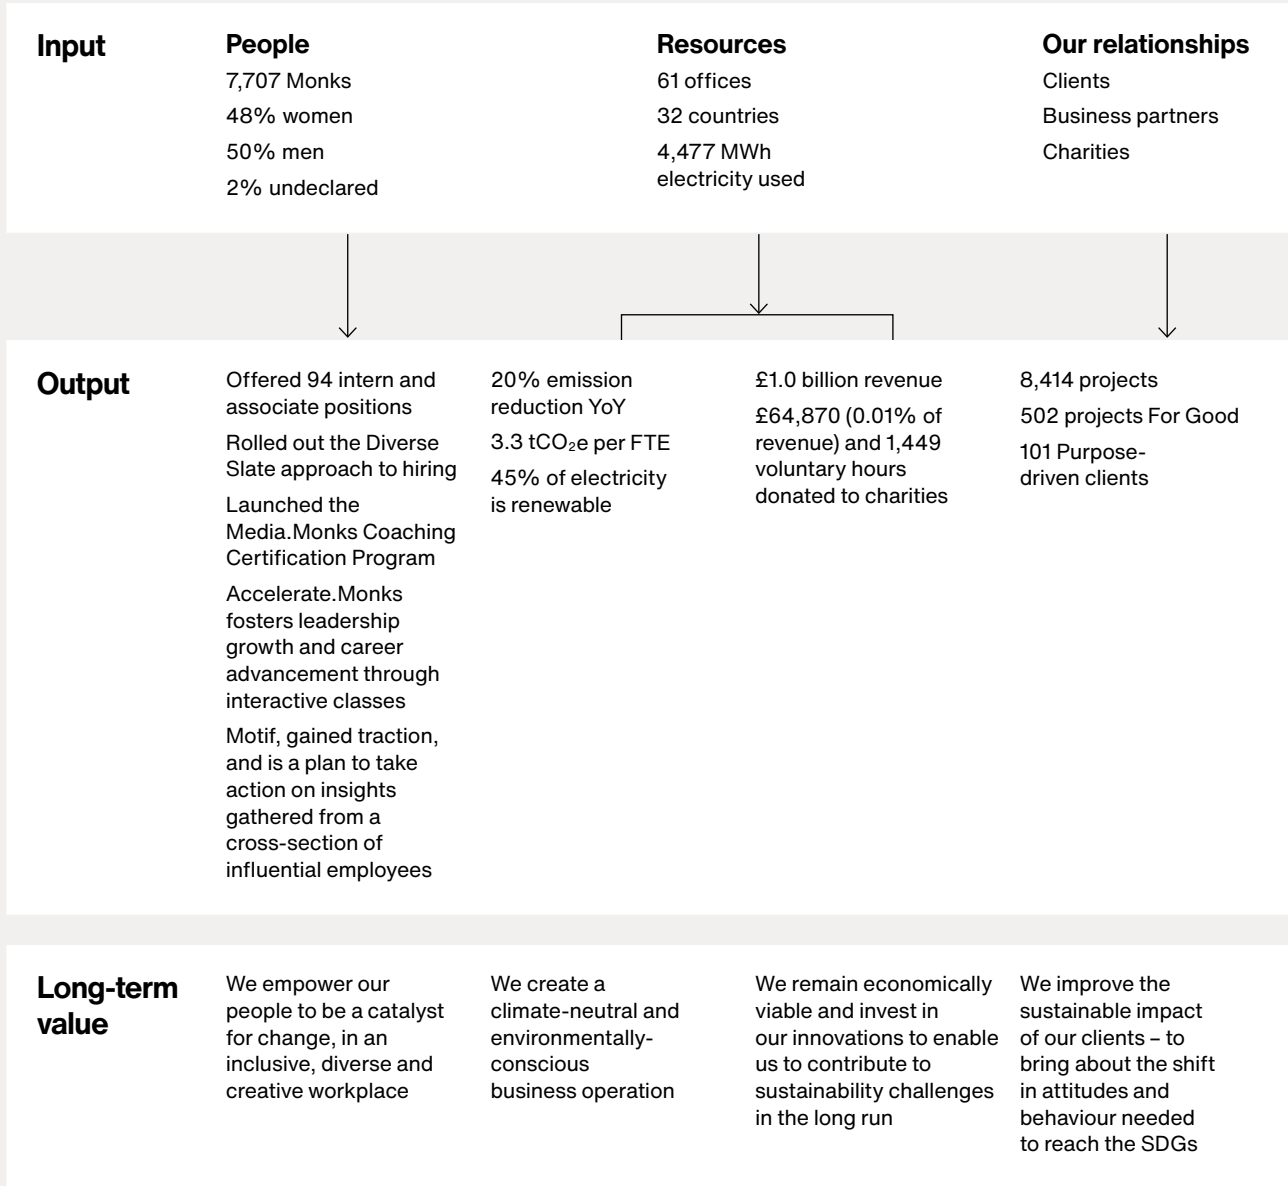 Input
People
7,707 Monks
48% women
50% men
2% undeclared
Resources
61 offices
32 countries
4,477 MWh
electricity used
Our relationships
Clients
Business partners
Charities
Output
Offered 94 intern and
associate positions
Rolled out the Diverse
Slate approach to hiring
Launched the
Media.Monks Coaching
Certification Program
Accelerate.Monks
fosters leadership
growth and career
advancement through
interactive classes
Motif, gained traction,
and is a plan to take
action on insights
gathered from a
cross-section of
influential employees
20% emission
reduction YoY
3.3 tCO₂e per FTE
45% of electricity
is renewable
£1.0 billion revenue
£64,870 (0.01% of
revenue) and 1,449
voluntary hours
donated to charities
8,414 projects
502 projects For Good
101 Purpose-
driven clients
Long-term
value
We empower our
people to be a catalyst
for change, in an
inclusive, diverse and
creative workplace
We create a
climate-neutral and
environmentally-
conscious
business operation
We remain economically
viable and invest in
our innovations to enable
us to contribute to
sustainability challenges
in the long run
We improve the
sustainable impact
of our clients – to
bring about the shift
in attitudes and
behaviour needed
to reach the SDGs